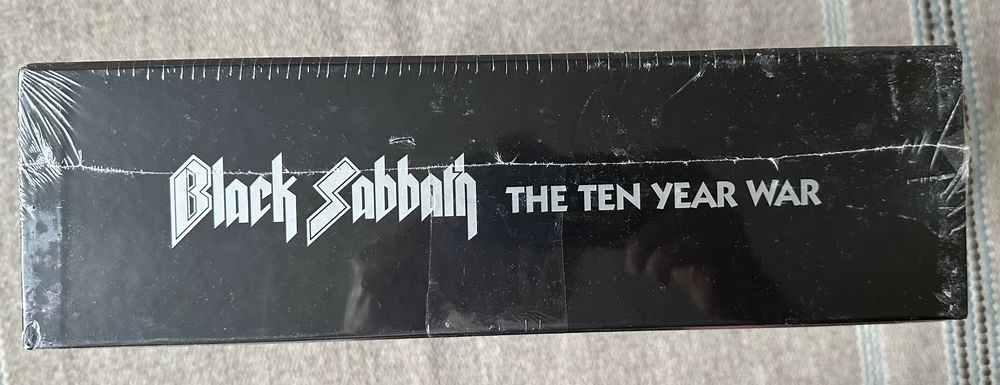 Black Sabbath THE TEN YEAR WAR